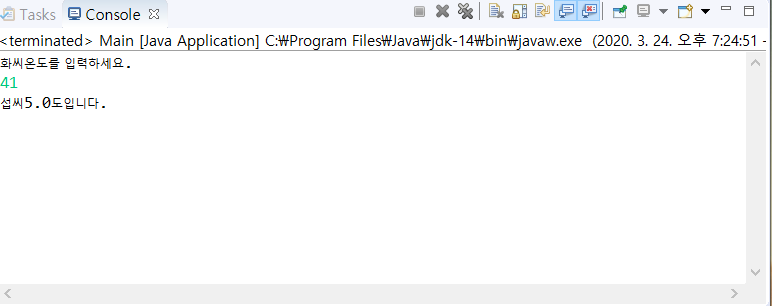 Tasks Console
<terminated> Main [Java Application] C:₩Program Files₩Java₩jdk-14₩bin₩javaw.exe (2020. 3. 24. 오후 7:24:51 -
화씨온도를 입력하세요.
41
섭씨5.0도입니다.